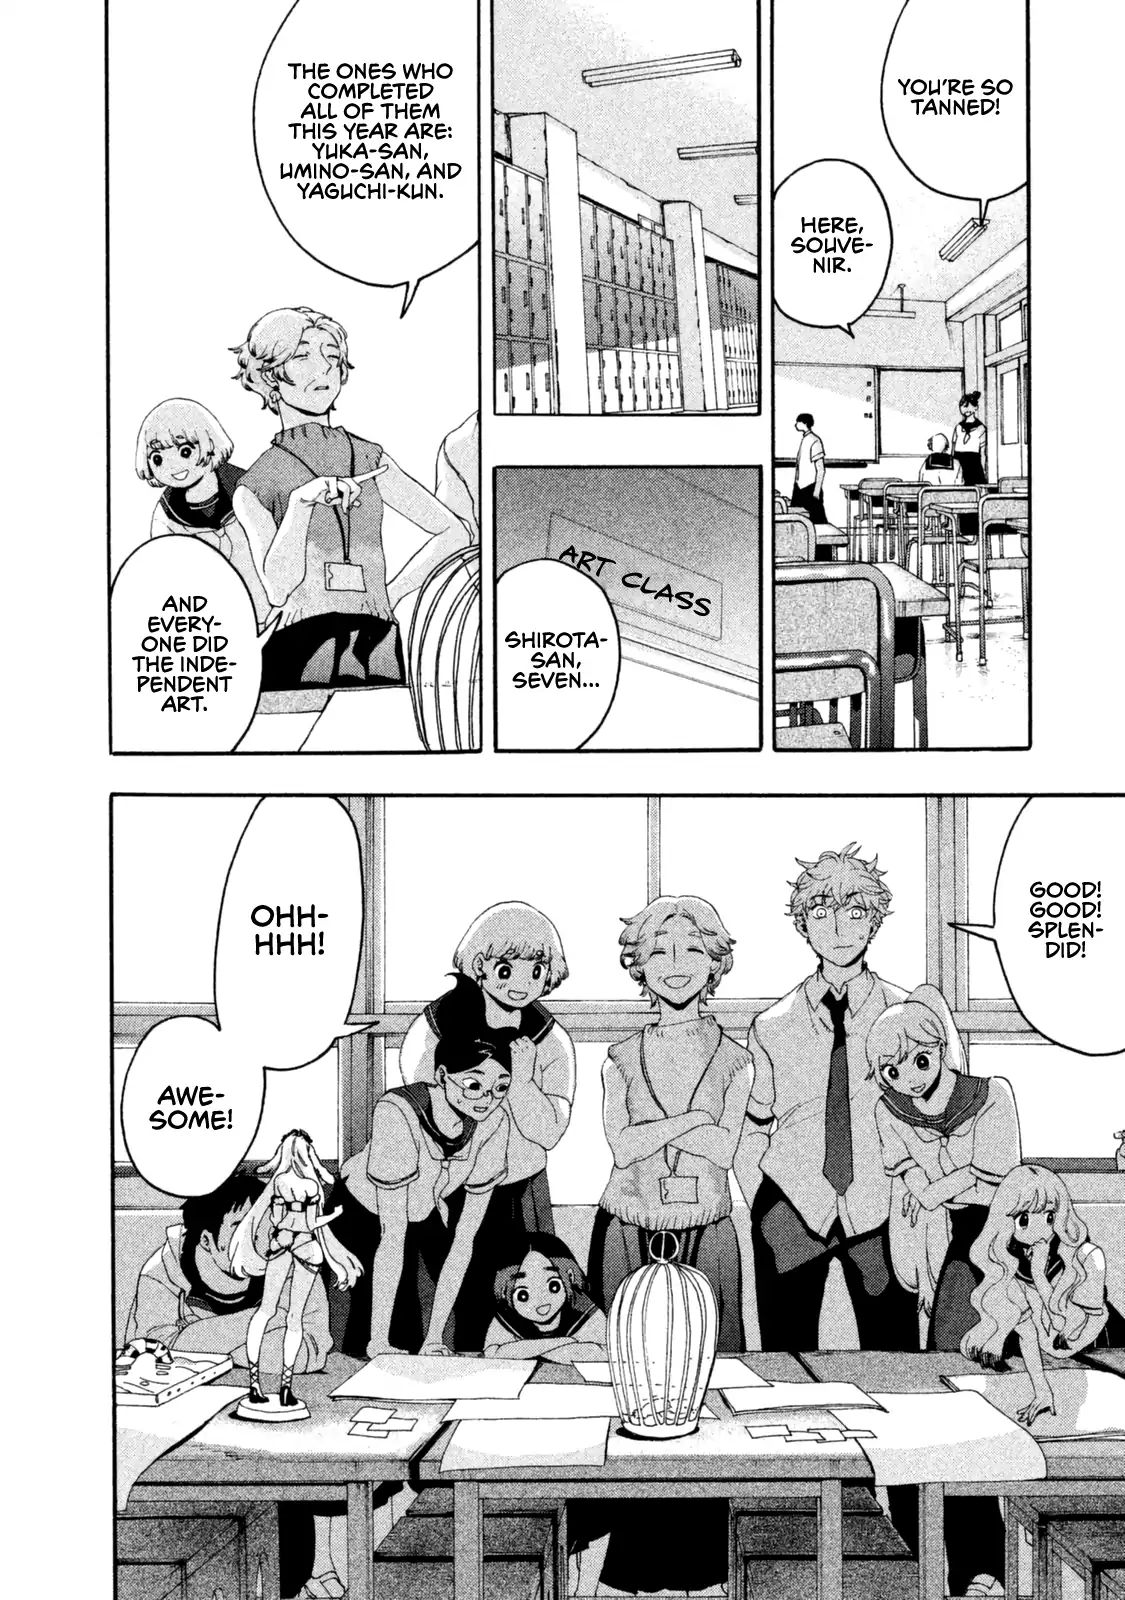 YOU'RE SO
TANNED!
HERE,
SOUVE-
NIR.
ART CLASS
SHIROTA-
SAN,
SEVEN...
THE ONES WHO
COMPLETED
ALL OF THEM
THIS YEAR ARE:
YUKA-SAN,
UMINO-SAN, AND
YAGUCHI-KUN.
AND
EVERY-
ONE DID
THE INDE-
PENDENT
ART.
GOOD!
GOOD!
SPLEN-
DID!
OHH-
HHH!
AWE-
SOME!